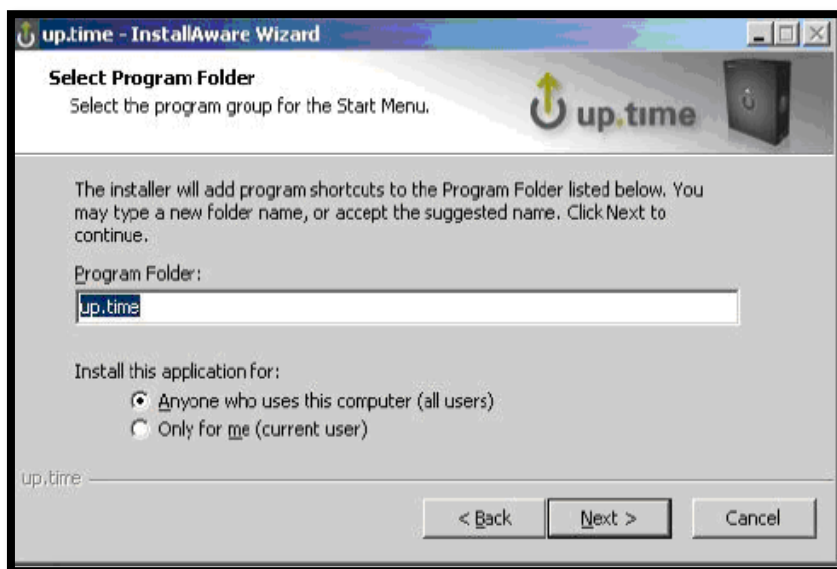 up.time - InstallAware Wizard
Select Program Folder
Select the program group for the Start Menu.
up.time
The installer will add program shortcuts to the Program Folder listed below. You
may type a new folder name, or accept the suggested name. Click Next to
continue.
Program Folder:
up.time
Install this application for:
Anyone who uses this computer (all users)
Only for me (current user)
up.time
< Back Next > Cancel